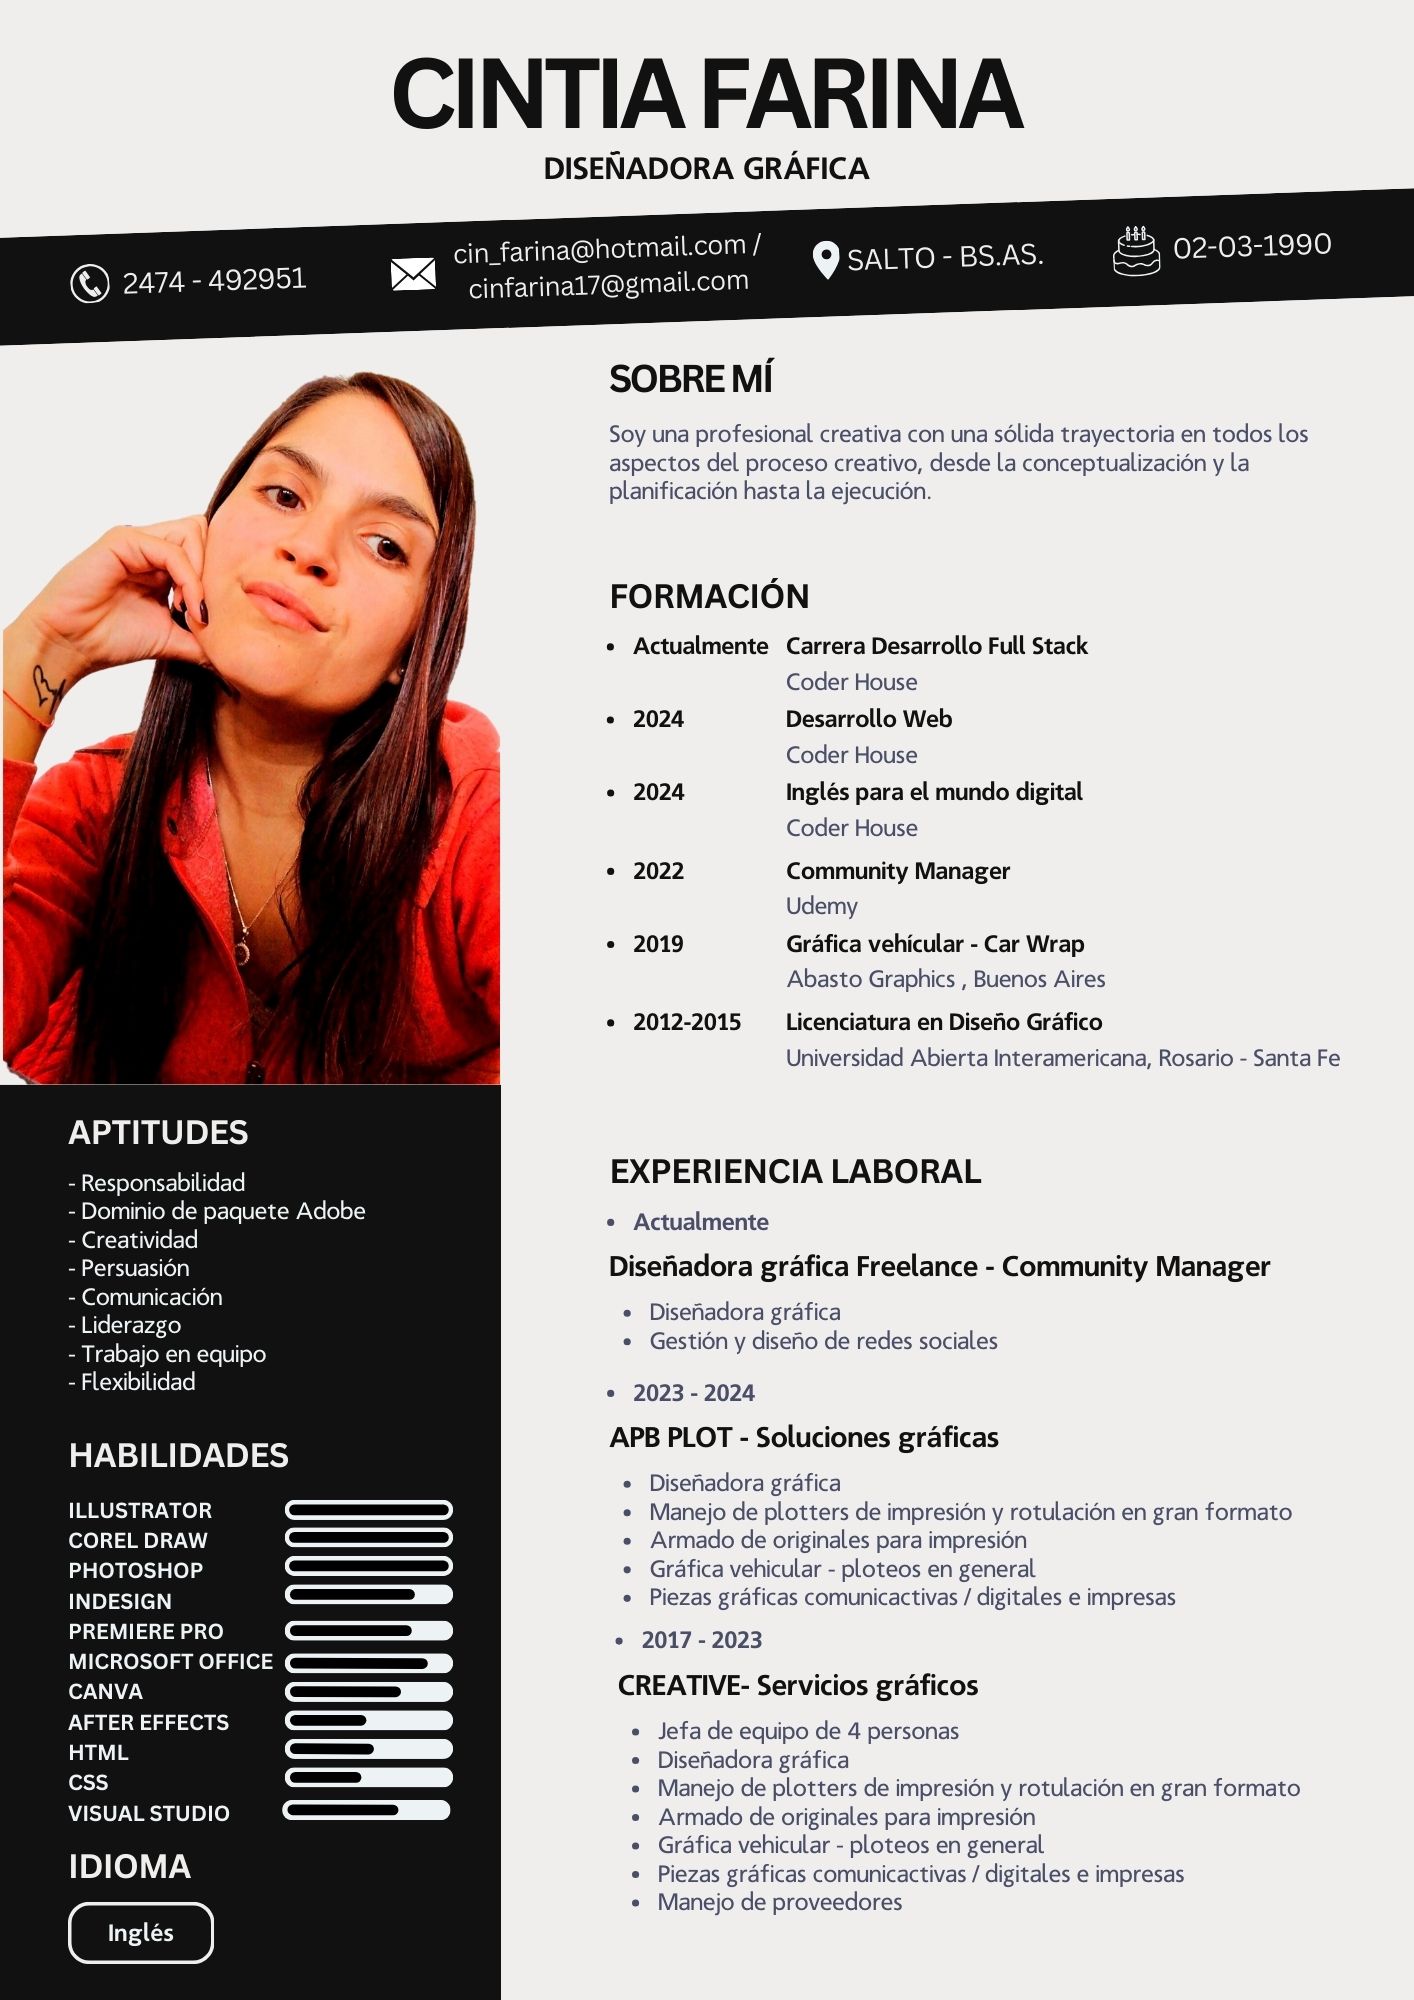 CINTIA FARINA
DISEÑADORA GRÁFICA
2474 - 492951
cin_farina@hotmail.com /
cinfarina17@gmail.com
SALTO - BS.AS.
02-03-1990
SOBRE MÍ
Soy una profesional creativa con una sólida trayectoria en todos los
aspectos del proceso creativo, desde la conceptualización y la
planificación hasta la ejecución.
FORMACIÓN
• Actualmente Carrera Desarrollo Full Stack
Coder House
• 2024 Desarrollo Web
Coder House
• 2024 Inglés para el mundo digital
Coder House
• 2022 Community Manager
Udemy
• 2019 Gráfica vehícular - Car Wrap
Abasto Graphics , Buenos Aires
• 2012-2015 Licenciatura en Diseño Gráfico
Universidad Abierta Interamericana, Rosario - Santa Fe
EXPERIENCIA LABORAL
• Actualmente
Diseñadora gráfica Freelance - Community Manager
• Diseñadora gráfica
• Gestión y diseño de redes sociales
• 2023 - 2024
APB PLOT - Soluciones gráficas
• Diseñadora gráfica
• Manejo de plotters de impresión y rotulación en gran formato
• Armado de originales para impresión
• Gráfica vehicular - ploteos en general
• Piezas gráficas comunicactivas / digitales e impresas
• 2017 - 2023
CREATIVE- Servicios gráficos
• Jefa de equipo de 4 personas
• Diseñadora gráfica
• Manejo de plotters de impresión y rotulación en gran formato
• Armado de originales para impresión
• Gráfica vehicular - ploteos en general
• Piezas gráficas comunicactivas / digitales e impresas
• Manejo de proveedores
APTITUDES
- Responsabilidad
- Dominio de paquete Adobe
- Creatividad
- Persuasión
- Comunicación
- Liderazgo
- Trabajo en equipo
- Flexibilidad
HABILIDADES
ILLUSTRATOR
COREL DRAW
PHOTOSHOP
INDESIGN
PREMIERE PRO
MICROSOFT OFFICE
CANVA
AFTER EFFECTS
HTML
CSS
VISUAL STUDIO
IDIOMA
Inglés